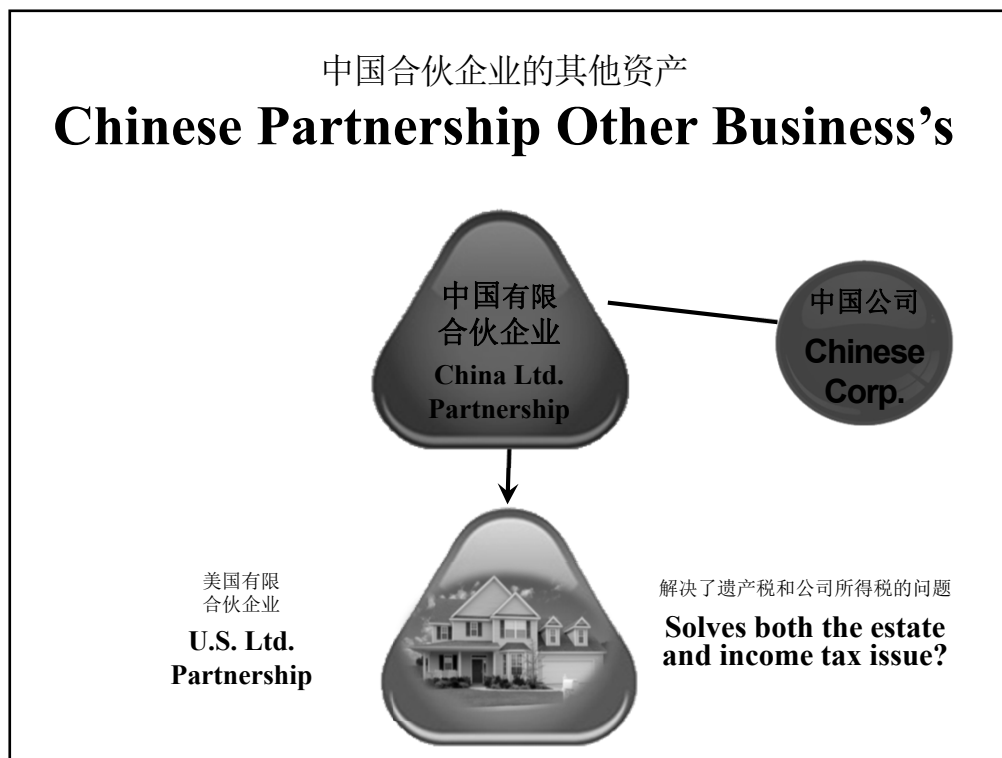 中国合伙企业的其他资产
Chinese Partnership Other Business’s
中国有限
合伙企业
China Ltd.
Partnership
中国公司
Chinese
Corp.
美国有限
合伙企业
U.S. Ltd.
Partnership
解决了遗产税和公司所得税的问题
Solves both the estate
and income tax issue?